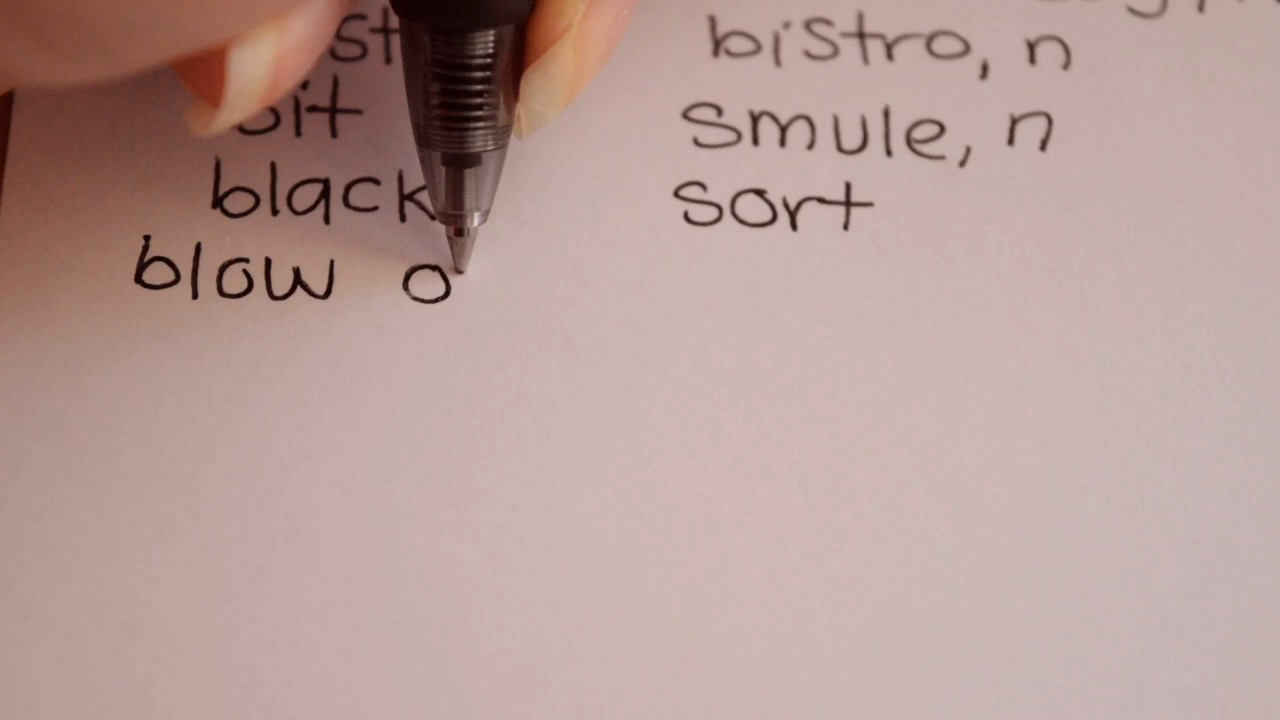 bistro, n
smule, n
black sort
blow o